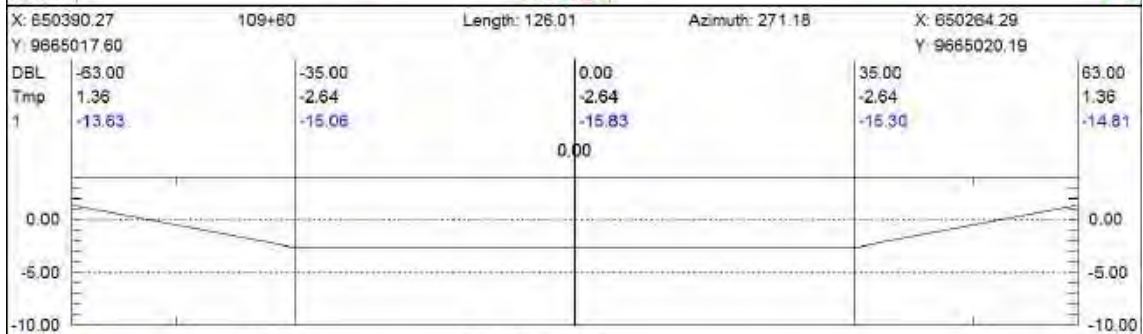 X: 650390.27 109+60 Length: 126.01 Azimuth: 271.18 X: 650264.29
Y: 9665017.60 Y: 9665020.19
DBL -63.00 -35.00 0.00 35.00 63.00
Tmp 1.36 -2.64 -2.64 -2.64 1.36
1 -13.63 -15.06 -15.83 -15.30 -14.81
0.00
0.00 0.00
-5.00 -5.00
-10.00 -10.00